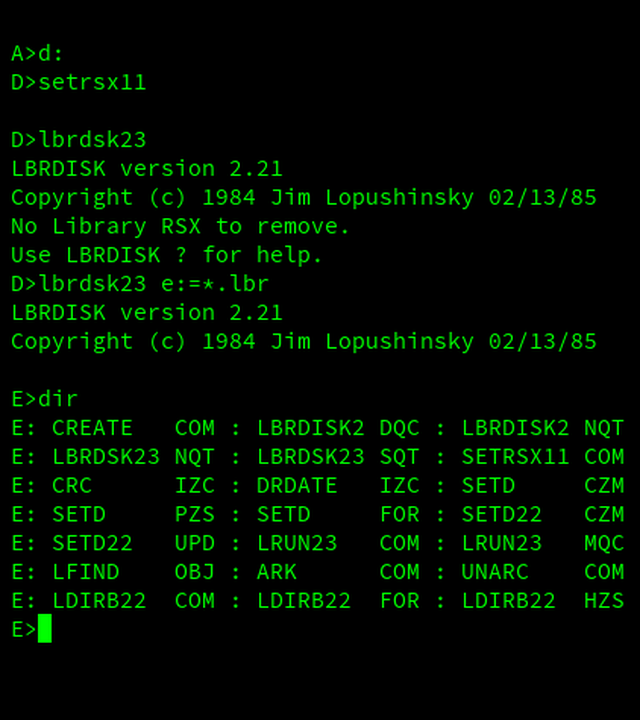 A>d:
D>setrsx11
D>lbrdsk23
LBRDISK version 2.21
Copyright (c) 1984 Jim Lopushinsky 02/13/85
No Library RSX to remove.
Use LBRDISK ? for help.
D>lbrdsk23 e:=*.lbr
LBRDISK version 2.21
Copyright (c) 1984 Jim Lopushinsky 02/13/85
E>dir
E: CREATE   COM : LBRDISK2 DQC : LBRDISK2 NQT
E: LBRDSK23 NQT : LBRDSK23 SQT : SETRSX11 COM
E: CRC      IZC : DRDATE   IZC : SETD     CZM
E: SETD     PZS : SETD     FOR : SETD22   CZM
E: SETD22   UPD : LRUN23   COM : LRUN23   MQC
E: LFIND    OBJ : ARK      COM : UNARC    COM
E: LDIRB22  COM : LDIRB22  FOR : LDIRB22  HZS
E>